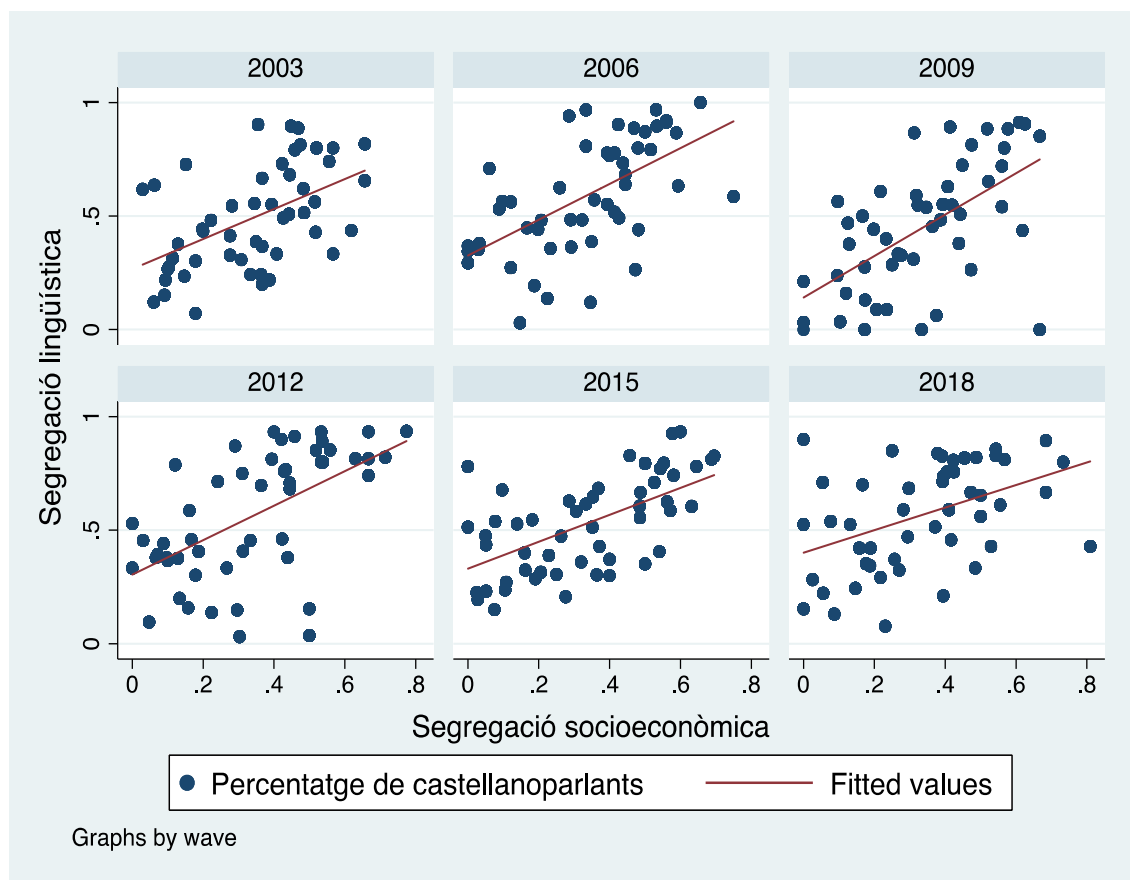 2003
2006
2009
1
.5
0
2012
2015
2018
1
.5
0
0 .2 .4 .6 .8
0 .2 .4 .6 .8
0 .2 .4 .6 .8
Segregació lingüística
Segregació socioeconòmica
Percentatge de castellanoparlants
Fitted values
Graphs by wave